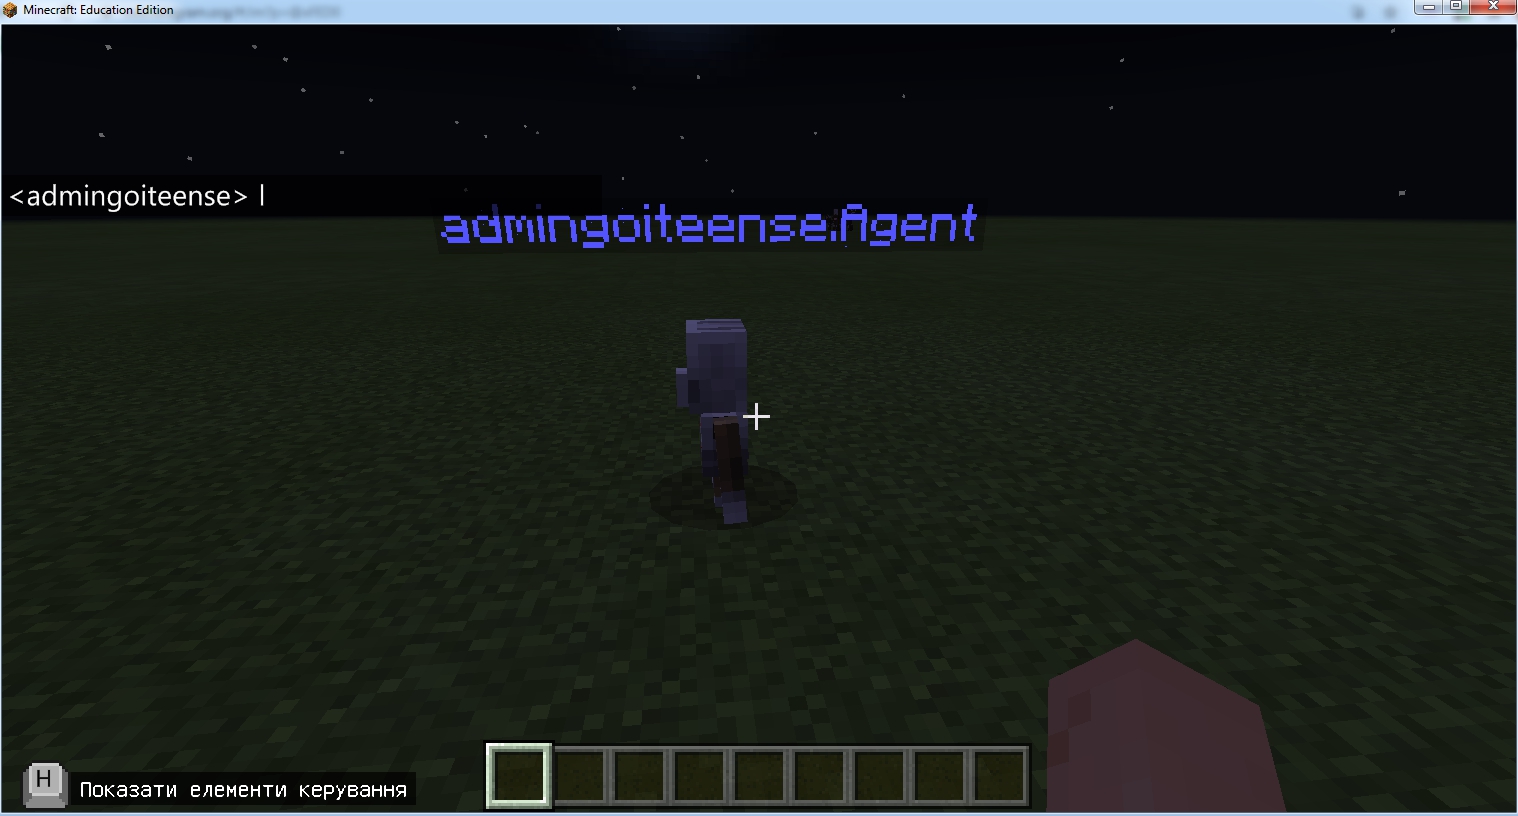 Minecraft: Education Edition
<admingoiteense> l
admingoiteense.Agent
H
Показати елементи керування